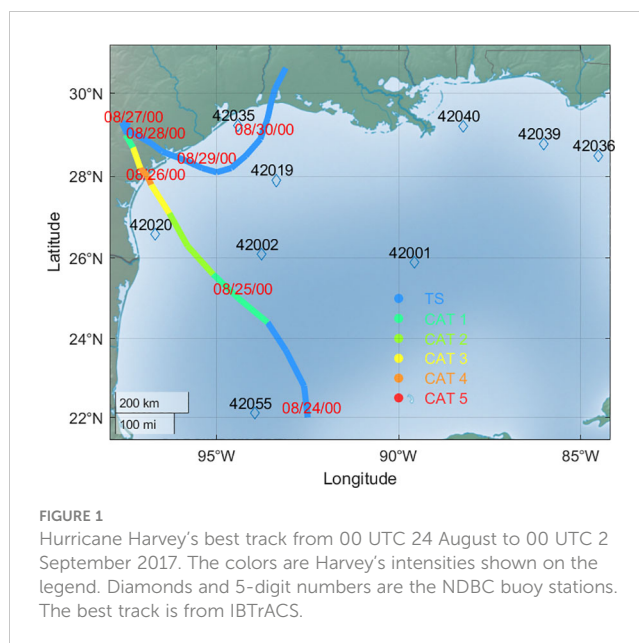 30°N
28°N
26°N
24°N
22°N
Latitude
08/27/00
42035
42040
08/28/00
08/30/00
42039
42036
08/29/00
08/26/00
42019
42020
42002
42001
08/25/00
TS
CAT 1
CAT 2
CAT 3
CAT 4
CAT 5
200 km
100 mi
42055
08/24/00
95°W
90°W
85°W
Longitude
FIGURE 1
Hurricane Harvey's best track from 00 UTC 24 August to 00 UTC 2
September 2017. The colors are Harvey's intensities shown on the
legend. Diamonds and 5-digit numbers are the NDBC buoy stations.
The best track is from IBTrACS.